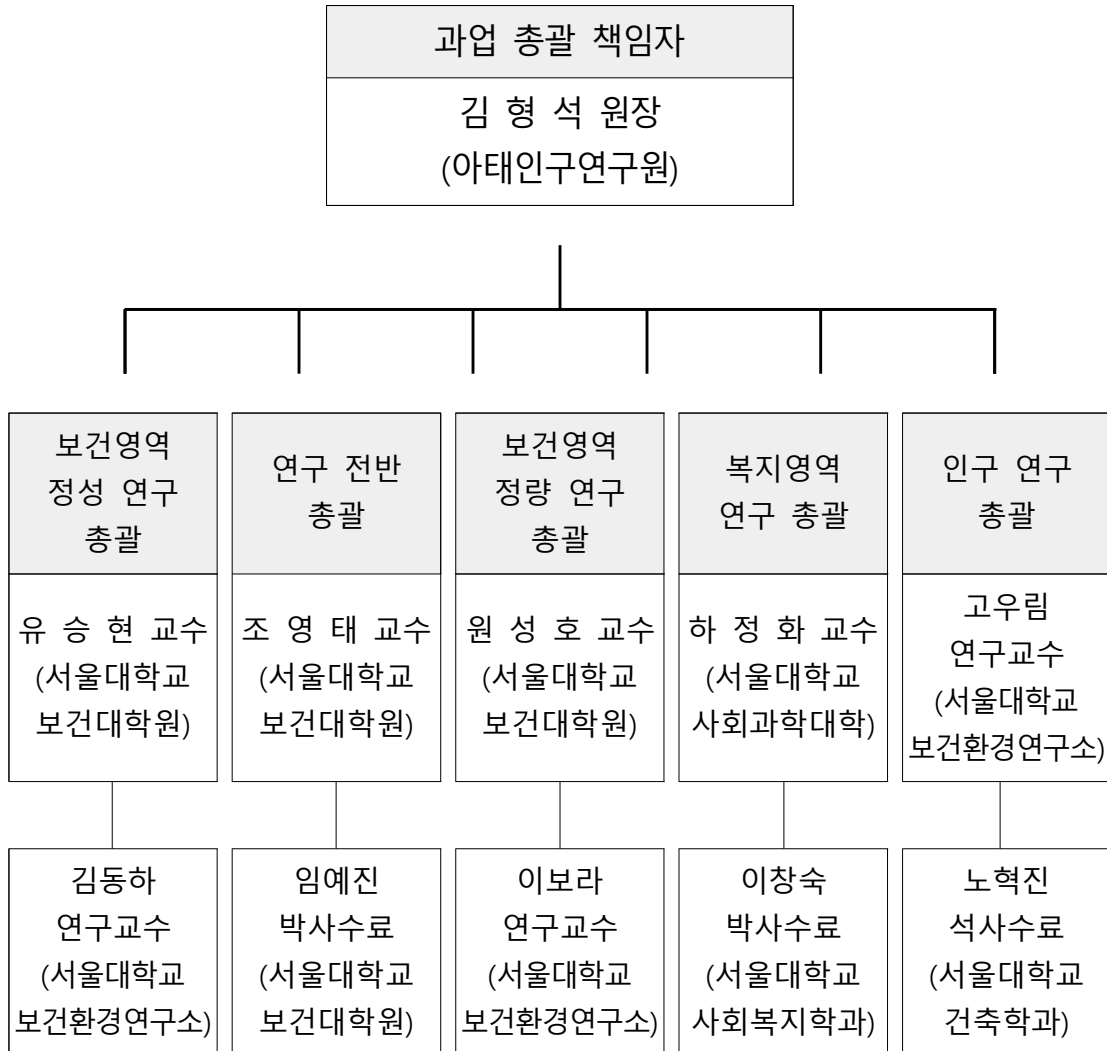 과업 총괄 책임자
김 형 석 원장
(아태인구연구원)
보건영역
정성 연구
총괄
연구 전반
총괄
보건영역
정량 연구
총괄
복지영역
연구 총괄
인구 연구
총괄
유 승 현 교수
(서울대학교
보건대학원)
조 영 태 교수
(서울대학교
보건대학원)
원 성 호 교수
(서울대학교
보건대학원)
하 정 화 교수
(서울대학교
사회과학대학)
고우림
연구교수
(서울대학교
보건환경연구소)
김동하
연구교수
(서울대학교
보건환경연구소)
임예진
박사수료
(서울대학교
보건대학원)
이보라
연구교수
(서울대학교
보건환경연구소)
이창숙
박사수료
(서울대학교
사회복지학과)
노혁진
석사수료
(서울대학교
건축학과)